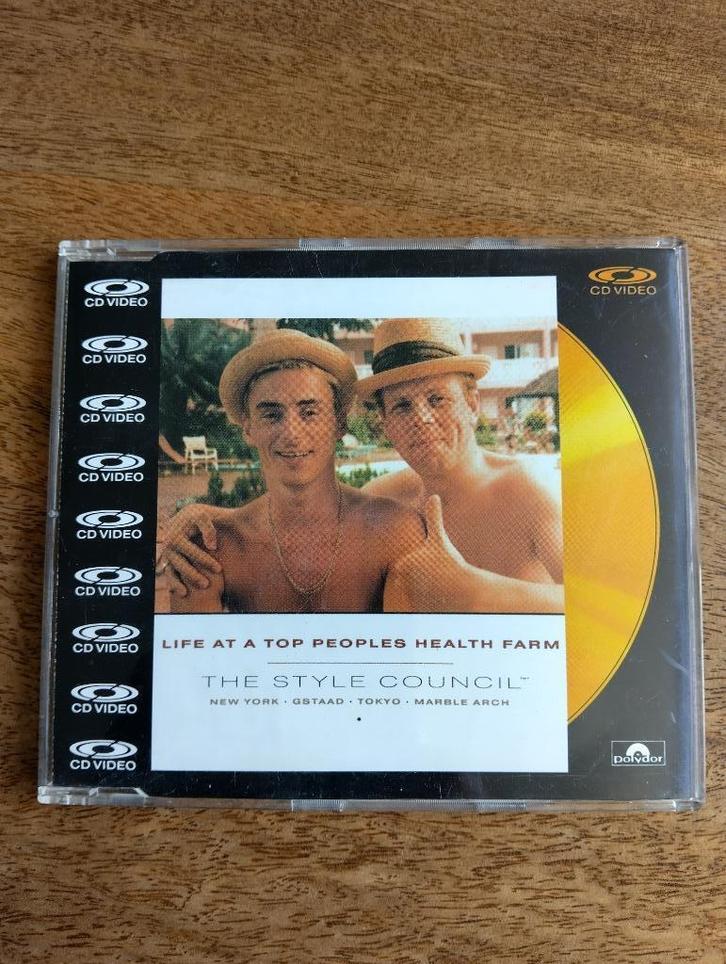 CD VIDEO
CD VIDEO
CD VIDEO
CD VIDEO
CD VIDEO
CD VIDEO
CD VIDEO
CD VIDEO
CD VIDEO
CD VIDEO
LIFE AT A TOP PEOPLES HEALTH FARM
THE STYLE COUNCIL™
NEW YORK · GSTAAD · TOKYO · MARBLE ARCH
polydor